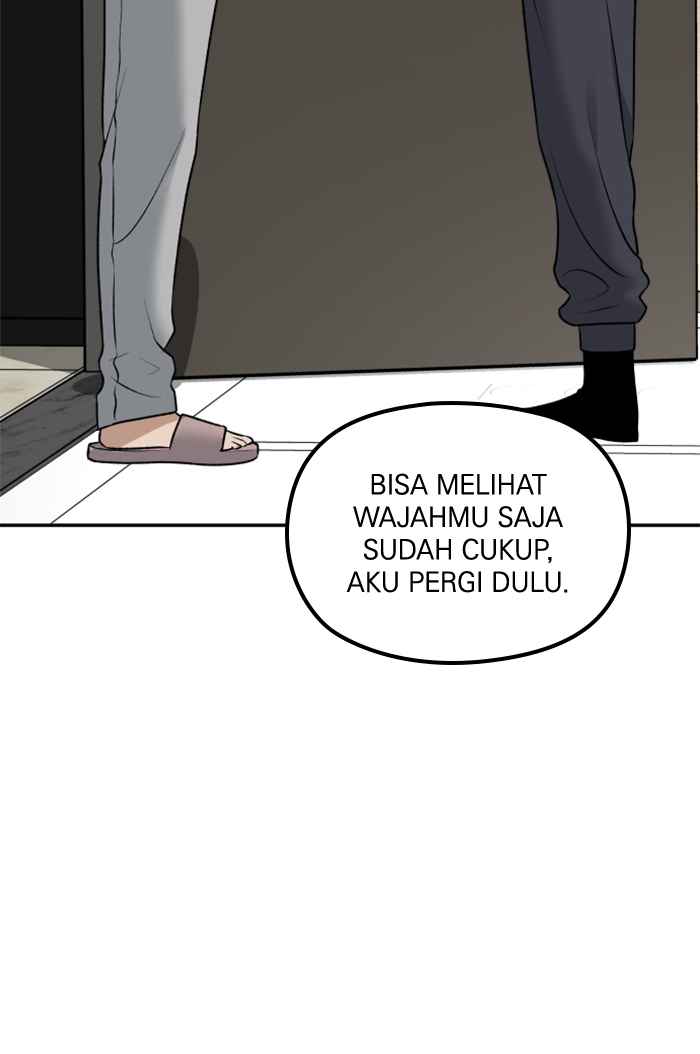 BISA MELIHAT
WAJAHMU SAJA
SUDAH CUKUP,
AKU PERGI DULU.